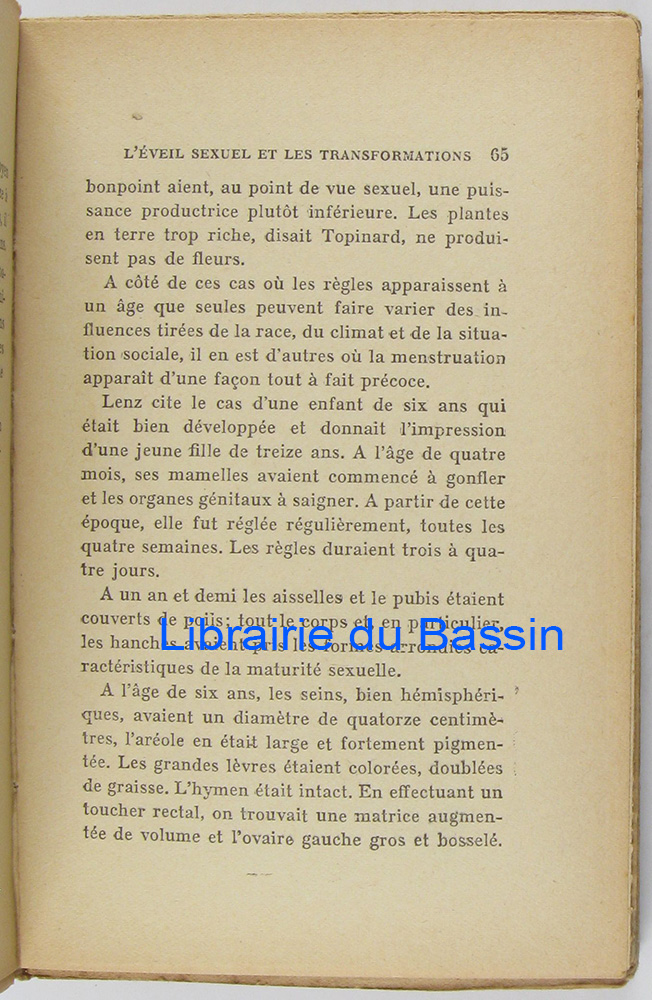 L'ÉVEIL SEXUEL ET LES TRANSFORMATIONS 65
bonpoint aient, au point de vue sexuel, une puis-
sance productrice plutôt inférieure. Les plantes
en terre trop riche, disait Topinard, ne produi-
sent pas de fleurs.
A côté de ces cas où les règles apparaissent à
un âge que seules peuvent faire varier des in-
fluences tirées de la race, du climat et de la situa-
tion sociale, il en est d'autres où la menstruation
apparaît d'une façon tout à fait précoce.
Lenz cite le cas d'une enfant de six ans qui
était bien développée et donnait l'impression
d'une jeune fille de treize ans. A l'âge de quatre
mois, ses mamelles avaient commencé à gonfler
et les organes génitaux à saigner. A partir de cette
époque, elle fut réglée régulièrement, toutes les
quatre semaines. Les règles duraient trois à qua-
tre jours.
A un an et demi les aisselles et le pubis étaient
couverts de poils; tout le corps et en particulier,
Librairie du Bassin
les hanches avaient pris les formes arrondies ca-
ractéristiques de la maturité sexuelle.
A l'âge de six ans, les seins, bien hémisphéri-
ques, avaient un diamètre de quatorze centimè-
tres, l'aréole en était large et fortement pigmen-
tée. Les grandes lèvres étaient colorées, doublées
de graisse. L'hymen était intact. En effectuant un
toucher rectal, on trouvait une matrice augmen-
tée de volume et l'ovaire gauche gros et bosselé.